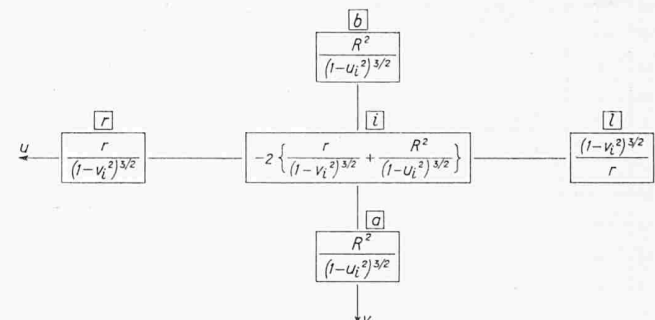 b
R² / (1-u_i²)^{3/2}
r i l
u r / (1-v_i²)^{3/2} -2 { r / (1-v_i²)^{3/2} + R² / (1-u_i²)^{3/2} } (1-v_i²)^{3/2} / r
a
R² / (1-u_i²)^{3/2}
v